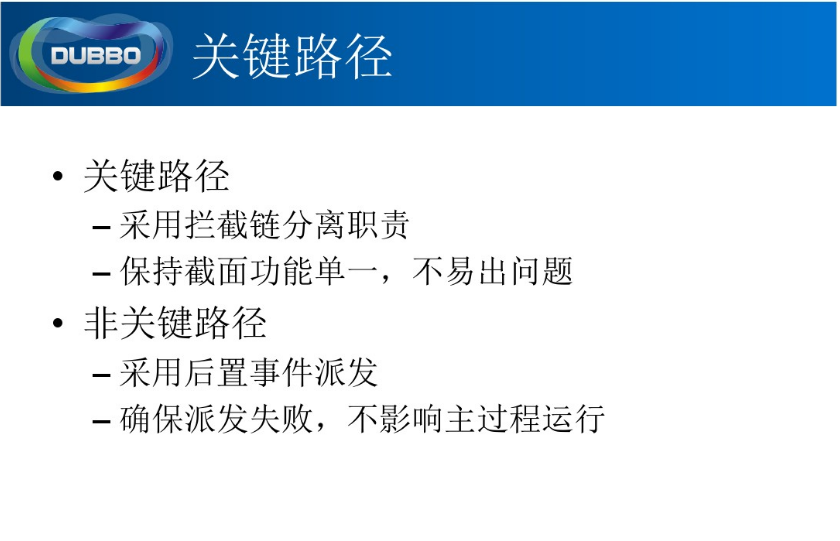 DUBBO
关键路径
• 关键路径
– 采用拦截链分离职责
– 保持截面功能单一，不易出问题
• 非关键路径
– 采用后置事件派发
– 确保派发失败，不影响主过程运行